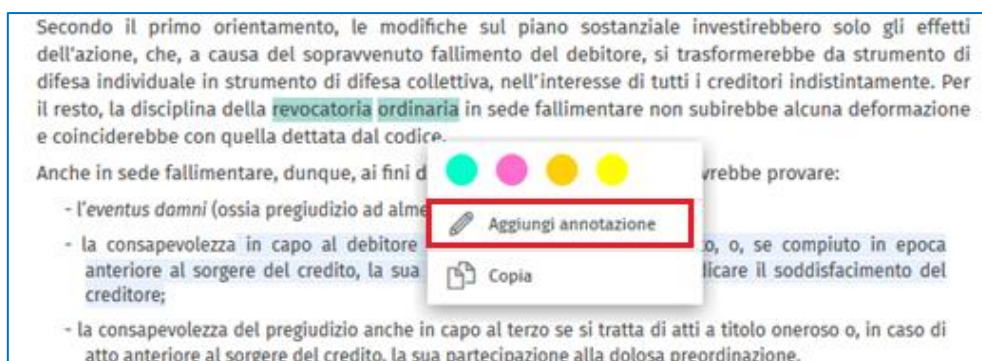 Secondo il primo orientamento, le modifiche sul piano sostanziale investirebbero solo gli effetti
dell'azione, che, a causa del sopravvenuto fallimento del debitore, si trasformerebbe da strumento di
difesa individuale in strumento di difesa collettiva, nell'interesse di tutti i creditori indistintamente. Per
il resto, la disciplina della revocatoria ordinaria in sede fallimentare non subirebbe alcuna deformazione
e coinciderebbe con quella dettata dal codice.
Anche in sede fallimentare, dunque, ai fini d vrebbe provare:
- l'eventus damni (ossia pregiudizio ad alme
Aggiungi annotazione
- la consapevolezza in capo al debitore o, o, se compiuto in epoca
anteriore al sorgere del credito, la sua licare il soddisfacimento del
Copia
creditore;
- la consapevolezza del pregiudizio anche in capo al terzo se si tratta di atti a titolo oneroso o, in caso di
atto anteriore al sorgere del credito, la sua partecipazione alla dolosa preordinazione.